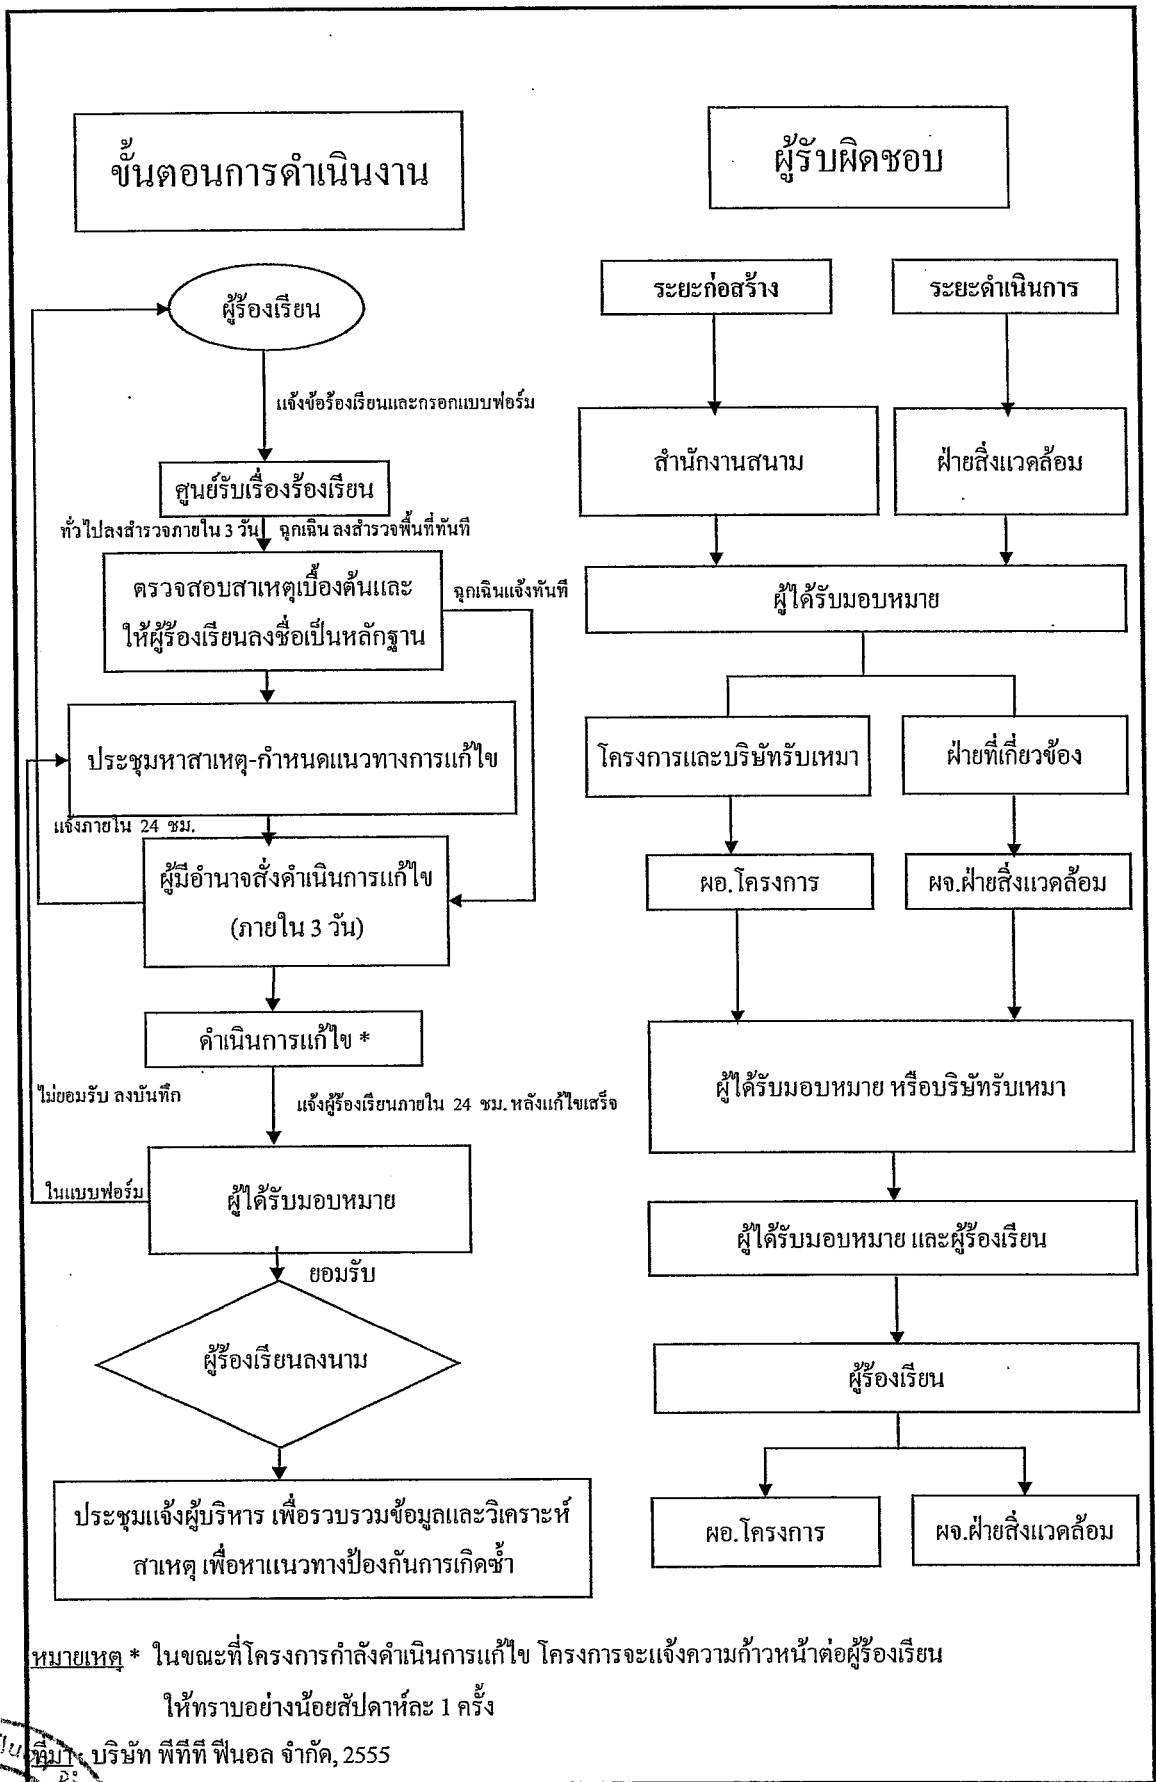 ขั้นตอนการดำเนินงาน
ผู้รับผิดชอบ
ผู้ร้องเรียน
ระยะก่อสร้าง
ระยะดำเนินการ
แจ้งข้อร้องเรียนและกรอกแบบฟอร์ม
สำนักงานสนาม
ฝ่ายสิ่งแวดล้อม
ศูนย์รับเรื่องร้องเรียน
ทั่วไปลงสำรวจภายใน 3 วัน
ฉุกเฉิน ลงสำรวจพื้นที่ทันที
ตรวจสอบสาเหตุเบื้องต้นและ
ให้ผู้ร้องเรียนลงชื่อเป็นหลักฐาน
ฉุกเฉินแจ้งทันที
ผู้ได้รับมอบหมาย
ประชุมหาสาเหตุ-กำหนดแนวทางการแก้ไข
โครงการและบริษัทรับเหมา
ฝ่ายที่เกี่ยวข้อง
แจ้งภายใน 24 ชม.
ผู้มีอำนาจสั่งดำเนินการแก้ไข
(ภายใน 3 วัน)
ผอ.โครงการ
ผจ.ฝ่ายสิ่งแวดล้อม
ดำเนินการแก้ไข *
ไม่ยอมรับ ลงบันทึก
แจ้งผู้ร้องเรียนภายใน 24 ชม. หลังแก้ไขเสร็จ
ผู้ได้รับมอบหมาย หรือบริษัทรับเหมา
ในแบบฟอร์ม
ผู้ได้รับมอบหมาย
ผู้ได้รับมอบหมาย และผู้ร้องเรียน
ยอมรับ
ผู้ร้องเรียนลงนาม
ผู้ร้องเรียน
ประชุมแจ้งผู้บริหาร เพื่อรวบรวมข้อมูลและวิเคราะห์
สาเหตุ เพื่อหาแนวทางป้องกันการเกิดซ้ำ
ผอ.โครงการ
ผจ.ฝ่ายสิ่งแวดล้อม
หมายเหตุ * ในขณะที่โครงการกำลังดำเนินการแก้ไข โครงการจะแจ้งความก้าวหน้าต่อผู้ร้องเรียน
ให้ทราบอย่างน้อยสัปดาห์ละ 1 ครั้ง
ที่มา : บริษัท พีทีที ฟีนอล จำกัด, 2555